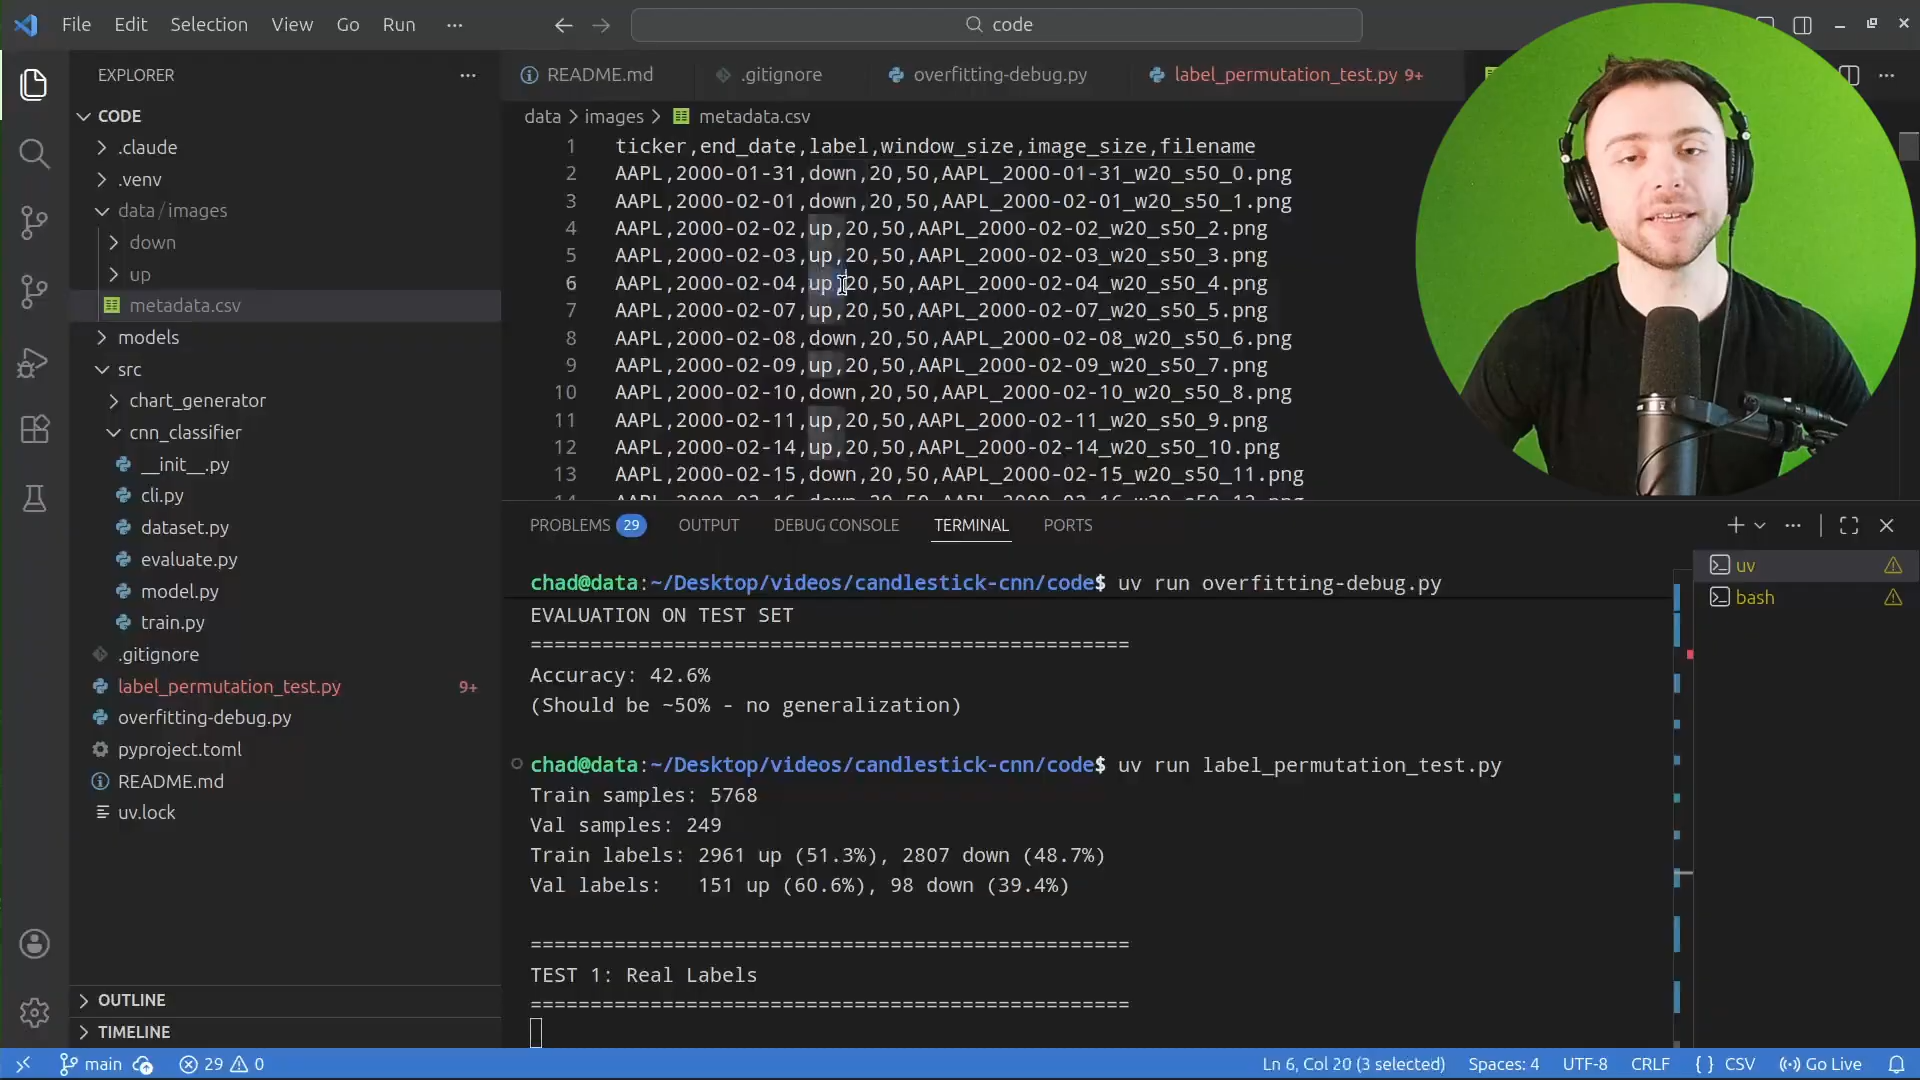 File Edit Selection View Go Run ···
code
EXPLORER ···
CODE
.claude
.venv
data/images
down
up
metadata.csv
models
src
chart_generator
cnn_classifier
__init__.py
cli.py
dataset.py
evaluate.py
model.py
train.py
.gitignore
label_permutation_test.py 9+
overfitting-debug.py
pyproject.toml
README.md
uv.lock
OUTLINE
TIMELINE
README.md .gitignore overfitting-debug.py label_permutation_test.py 9+
data > images > metadata.csv
1 ticker,end_date,label,window_size,image_size,filename
2 AAPL,2000-01-31,down,20,50,AAPL_2000-01-31_w20_s50_0.png
3 AAPL,2000-02-01,down,20,50,AAPL_2000-02-01_w20_s50_1.png
4 AAPL,2000-02-02,up,20,50,AAPL_2000-02-02_w20_s50_2.png
5 AAPL,2000-02-03,up,20,50,AAPL_2000-02-03_w20_s50_3.png
6 AAPL,2000-02-04,up,20,50,AAPL_2000-02-04_w20_s50_4.png
7 AAPL,2000-02-07,up,20,50,AAPL_2000-02-07_w20_s50_5.png
8 AAPL,2000-02-08,down,20,50,AAPL_2000-02-08_w20_s50_6.png
9 AAPL,2000-02-09,up,20,50,AAPL_2000-02-09_w20_s50_7.png
10 AAPL,2000-02-10,down,20,50,AAPL_2000-02-10_w20_s50_8.png
11 AAPL,2000-02-11,up,20,50,AAPL_2000-02-11_w20_s50_9.png
12 AAPL,2000-02-14,up,20,50,AAPL_2000-02-14_w20_s50_10.png
13 AAPL,2000-02-15,down,20,50,AAPL_2000-02-15_w20_s50_11.png
PROBLEMS 29 OUTPUT DEBUG CONSOLE TERMINAL PORTS
chad@data:~/Desktop/videos/candlestick-cnn/code$ uv run overfitting-debug.py
EVALUATION ON TEST SET
==================================================
Accuracy: 42.6%
(Should be ~50% - no generalization)
chad@data:~/Desktop/videos/candlestick-cnn/code$ uv run label_permutation_test.py
Train samples: 5768
Val samples: 249
Train labels: 2961 up (51.3%), 2807 down (48.7%)
Val labels:   151 up (60.6%), 98 down (39.4%)
==================================================
TEST 1: Real Labels
==================================================
uv
bash
main 29 0 Ln 6, Col 20 (3 selected) Spaces: 4 UTF-8 CRLF { } CSV Go Live